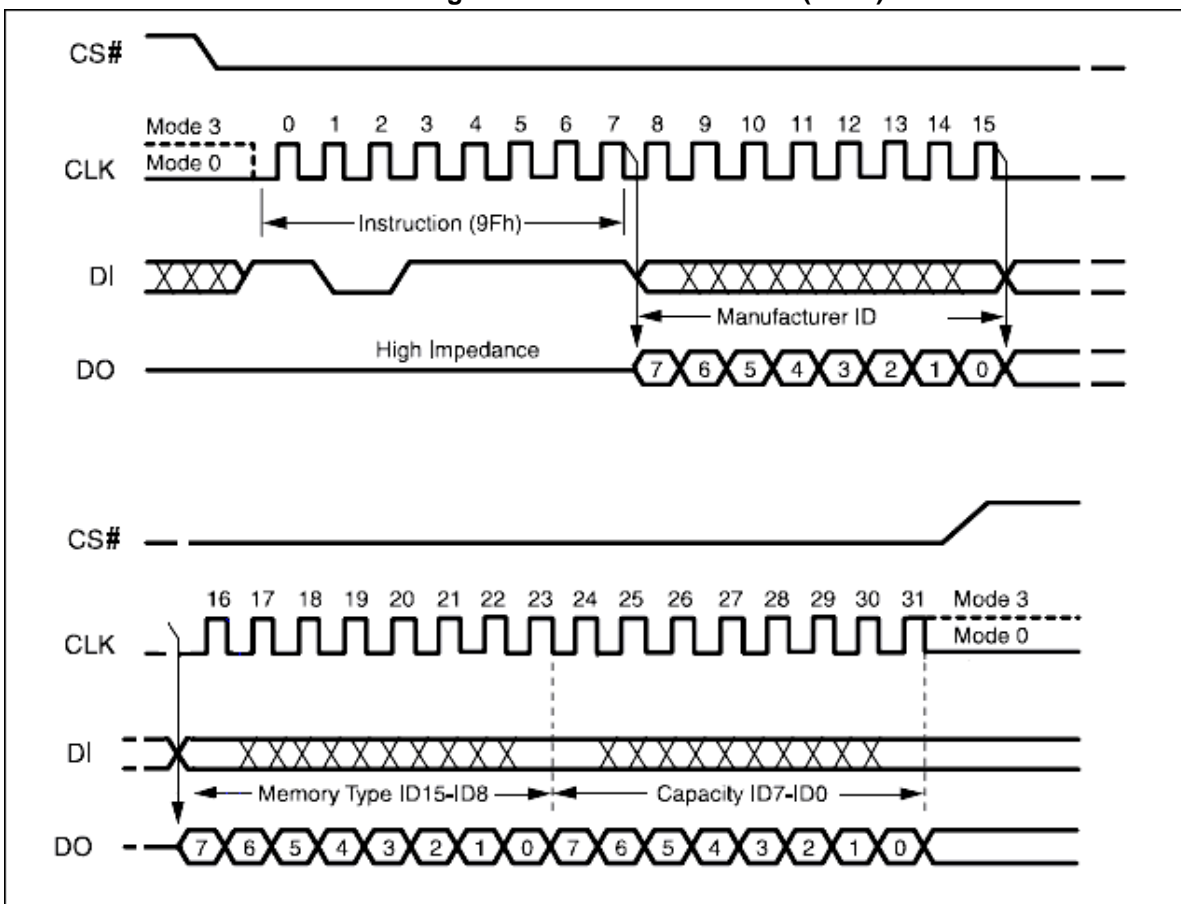 CS#
Mode 3 0 1 2 3 4 5 6 7 8 9 10 11 12 13 14 15
CLK Mode 0
Instruction (9Fh)
DI
Manufacturer ID
High Impedance
DO 7 6 5 4 3 2 1 0
CS#
16 17 18 19 20 21 22 23 24 25 26 27 28 29 30 31 Mode 3
CLK Mode 0
DI
Memory Type ID15-ID8 Capacity ID7-ID0
DO 7 6 5 4 3 2 1 0 7 6 5 4 3 2 1 0